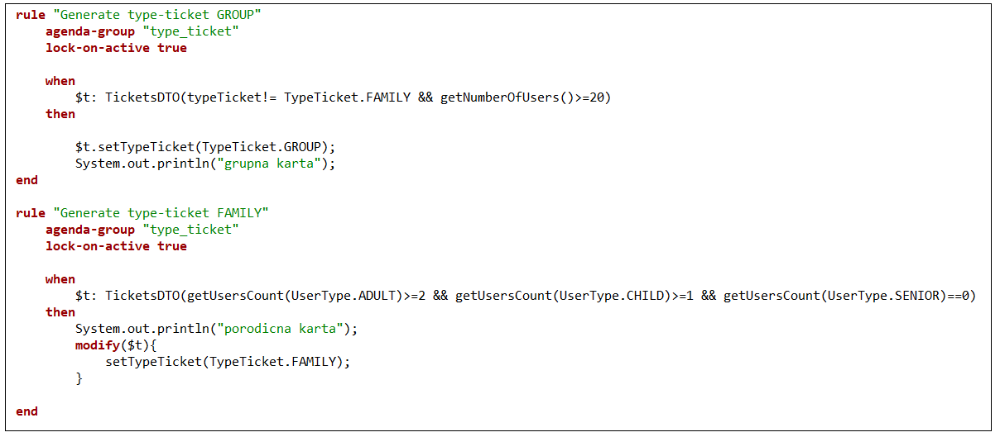 rule "Generate type-ticket GROUP"
agenda-group "type_ticket"
lock-on-active true
when
$t: TicketsDTO(typeTicket!= TypeTicket.FAMILY && getNumberOfUsers()>=20)
then
$t.setTypeTicket(TypeTicket.GROUP);
System.out.println("grupna karta");
end
rule "Generate type-ticket FAMILY"
agenda-group "type_ticket"
lock-on-active true
when
$t: TicketsDTO(getUsersCount(UserType.ADULT)>=2 && getUsersCount(UserType.CHILD)>=1 && getUsersCount(UserType.SENIOR)==0)
then
System.out.println("porodicna karta");
modify($t){
setTypeTicket(TypeTicket.FAMILY);
}
end